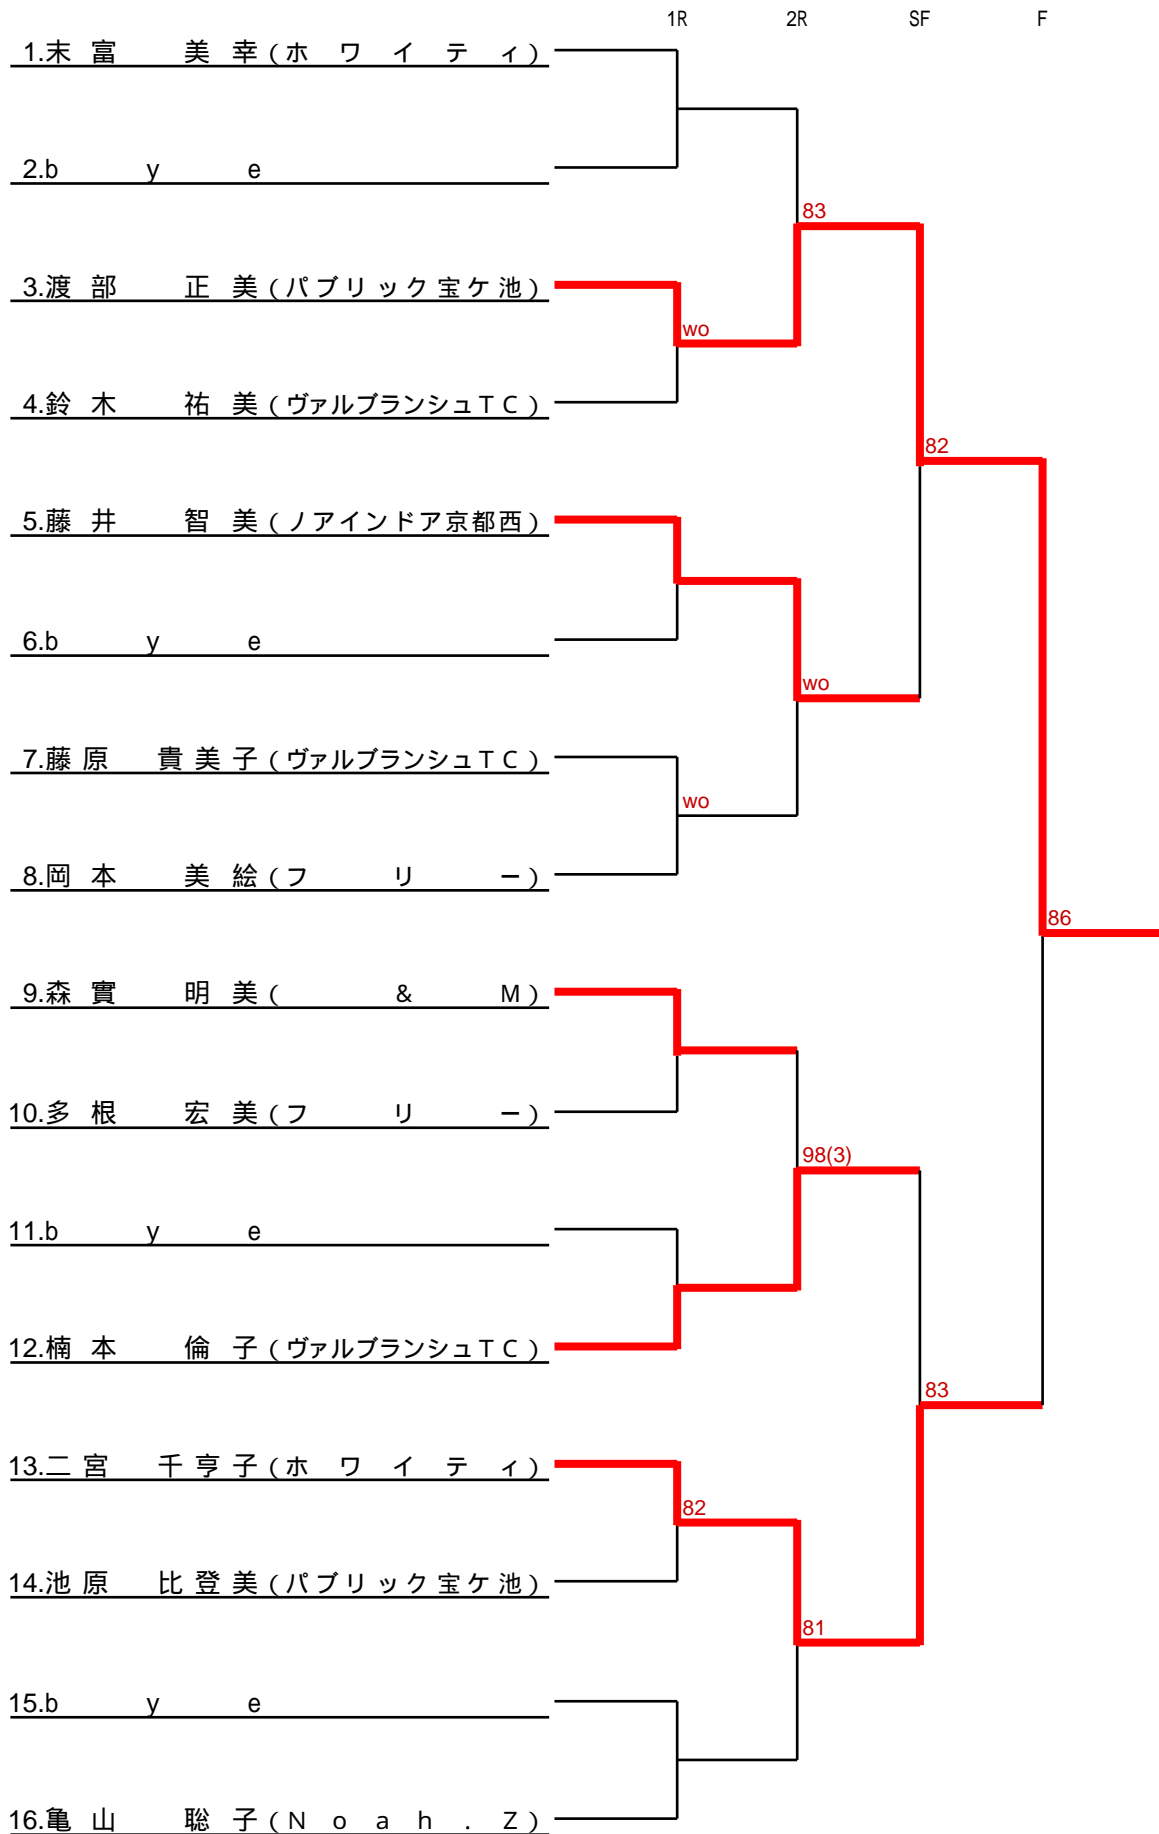 1R 2R SF F
1.末富 美幸(ホワイティ)
2.bye
83
3.渡部 正美(パブリック宝ケ池)
wo
4.鈴木 祐美(ヴァルブランシュTC)
82
5.藤井 智美(ノアインドア京都西)
6.bye
wo
7.藤原 貴美子(ヴァルブランシュTC)
wo
8.岡本 美絵(フリー)
86
9.森實 明美( & M)
10.多根 宏美(フリー)
98(3)
11.bye
12.楠本 倫子(ヴァルブランシュTC)
83
13.二宮 千亨子(ホワイティ)
82
14.池原 比登美(パブリック宝ケ池)
81
15.bye
16.亀山 聡子(Noah.Z)